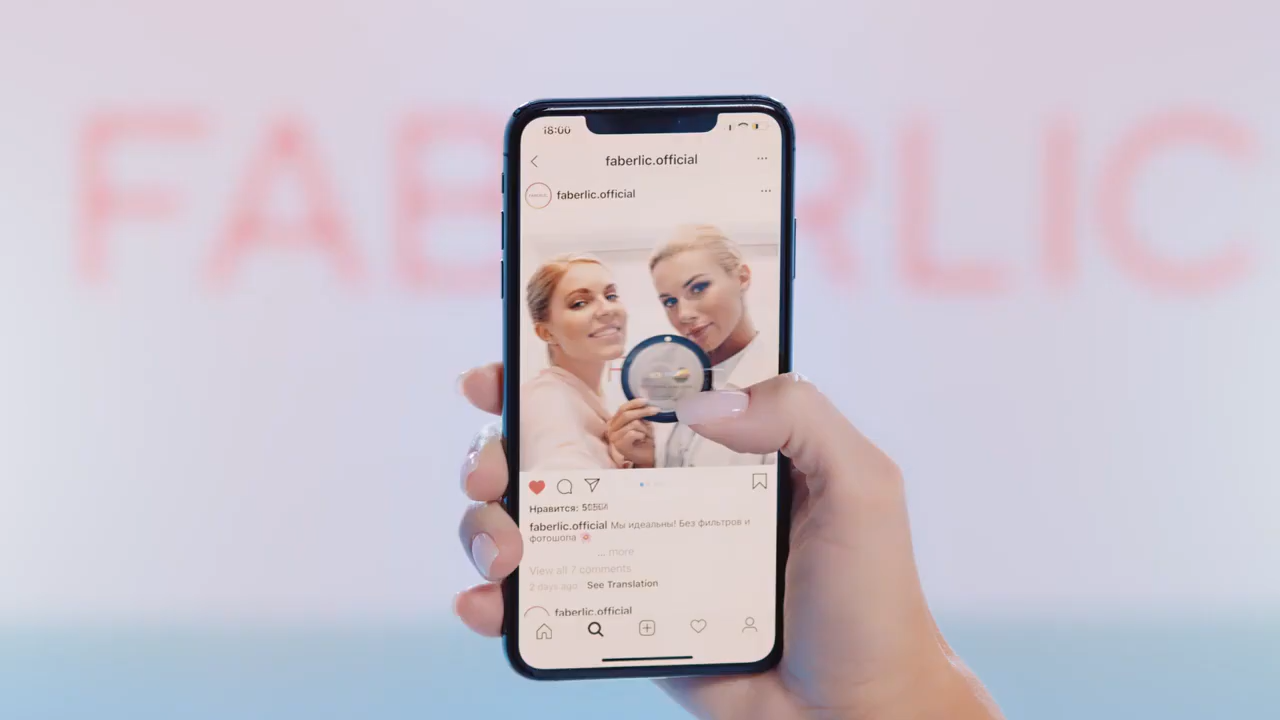 FABERLIC
18:00
faberlic.official
faberlic.official
Нравится:
faberlic.official Мы идеальны! Без фильтров и
фотошопа
... more
View all 7 comments
2 days ago · See Translation
faberlic.official